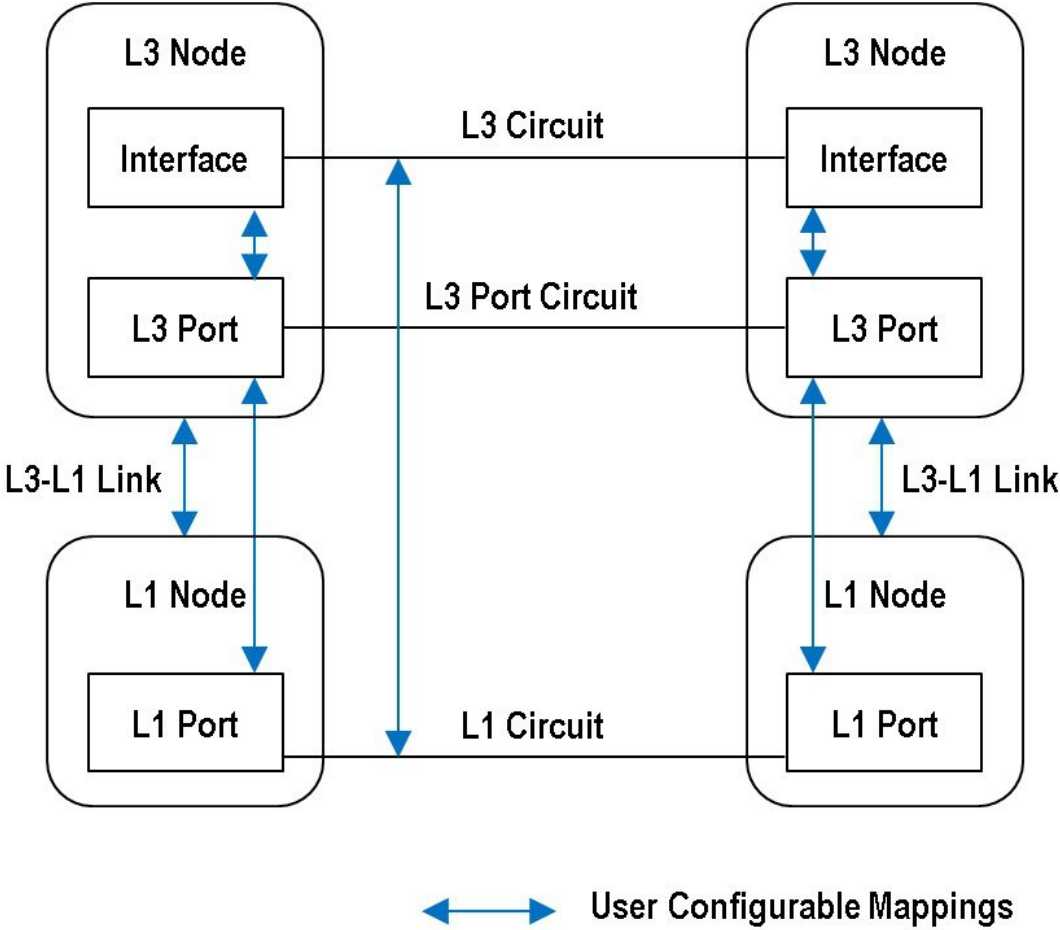 L3 Node
L3 Node
L3 Circuit
Interface
Interface
L3 Port Circuit
L3 Port
L3 Port
L3-L1 Link
L3-L1 Link
L1 Node
L1 Node
L1 Circuit
L1 Port
L1 Port
User Configurable Mappings